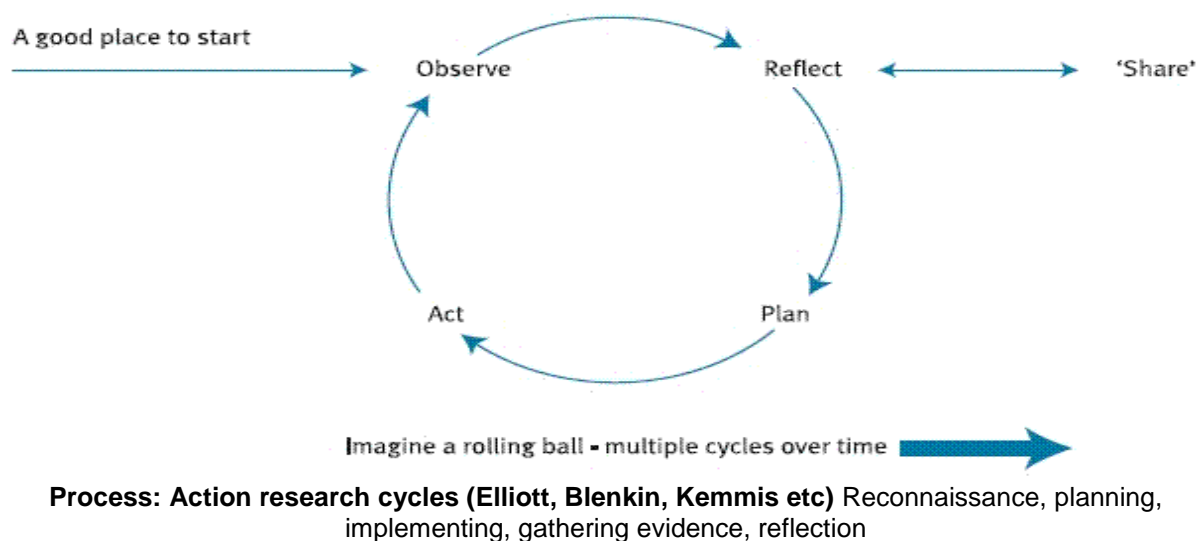 A good place to start
Observe
Reflect
‘Share’
Act
Plan
Imagine a rolling ball - multiple cycles over time
Process: Action research cycles (Elliott, Blenkin, Kemmis etc) Reconnaissance, planning,
implementing, gathering evidence, reflection